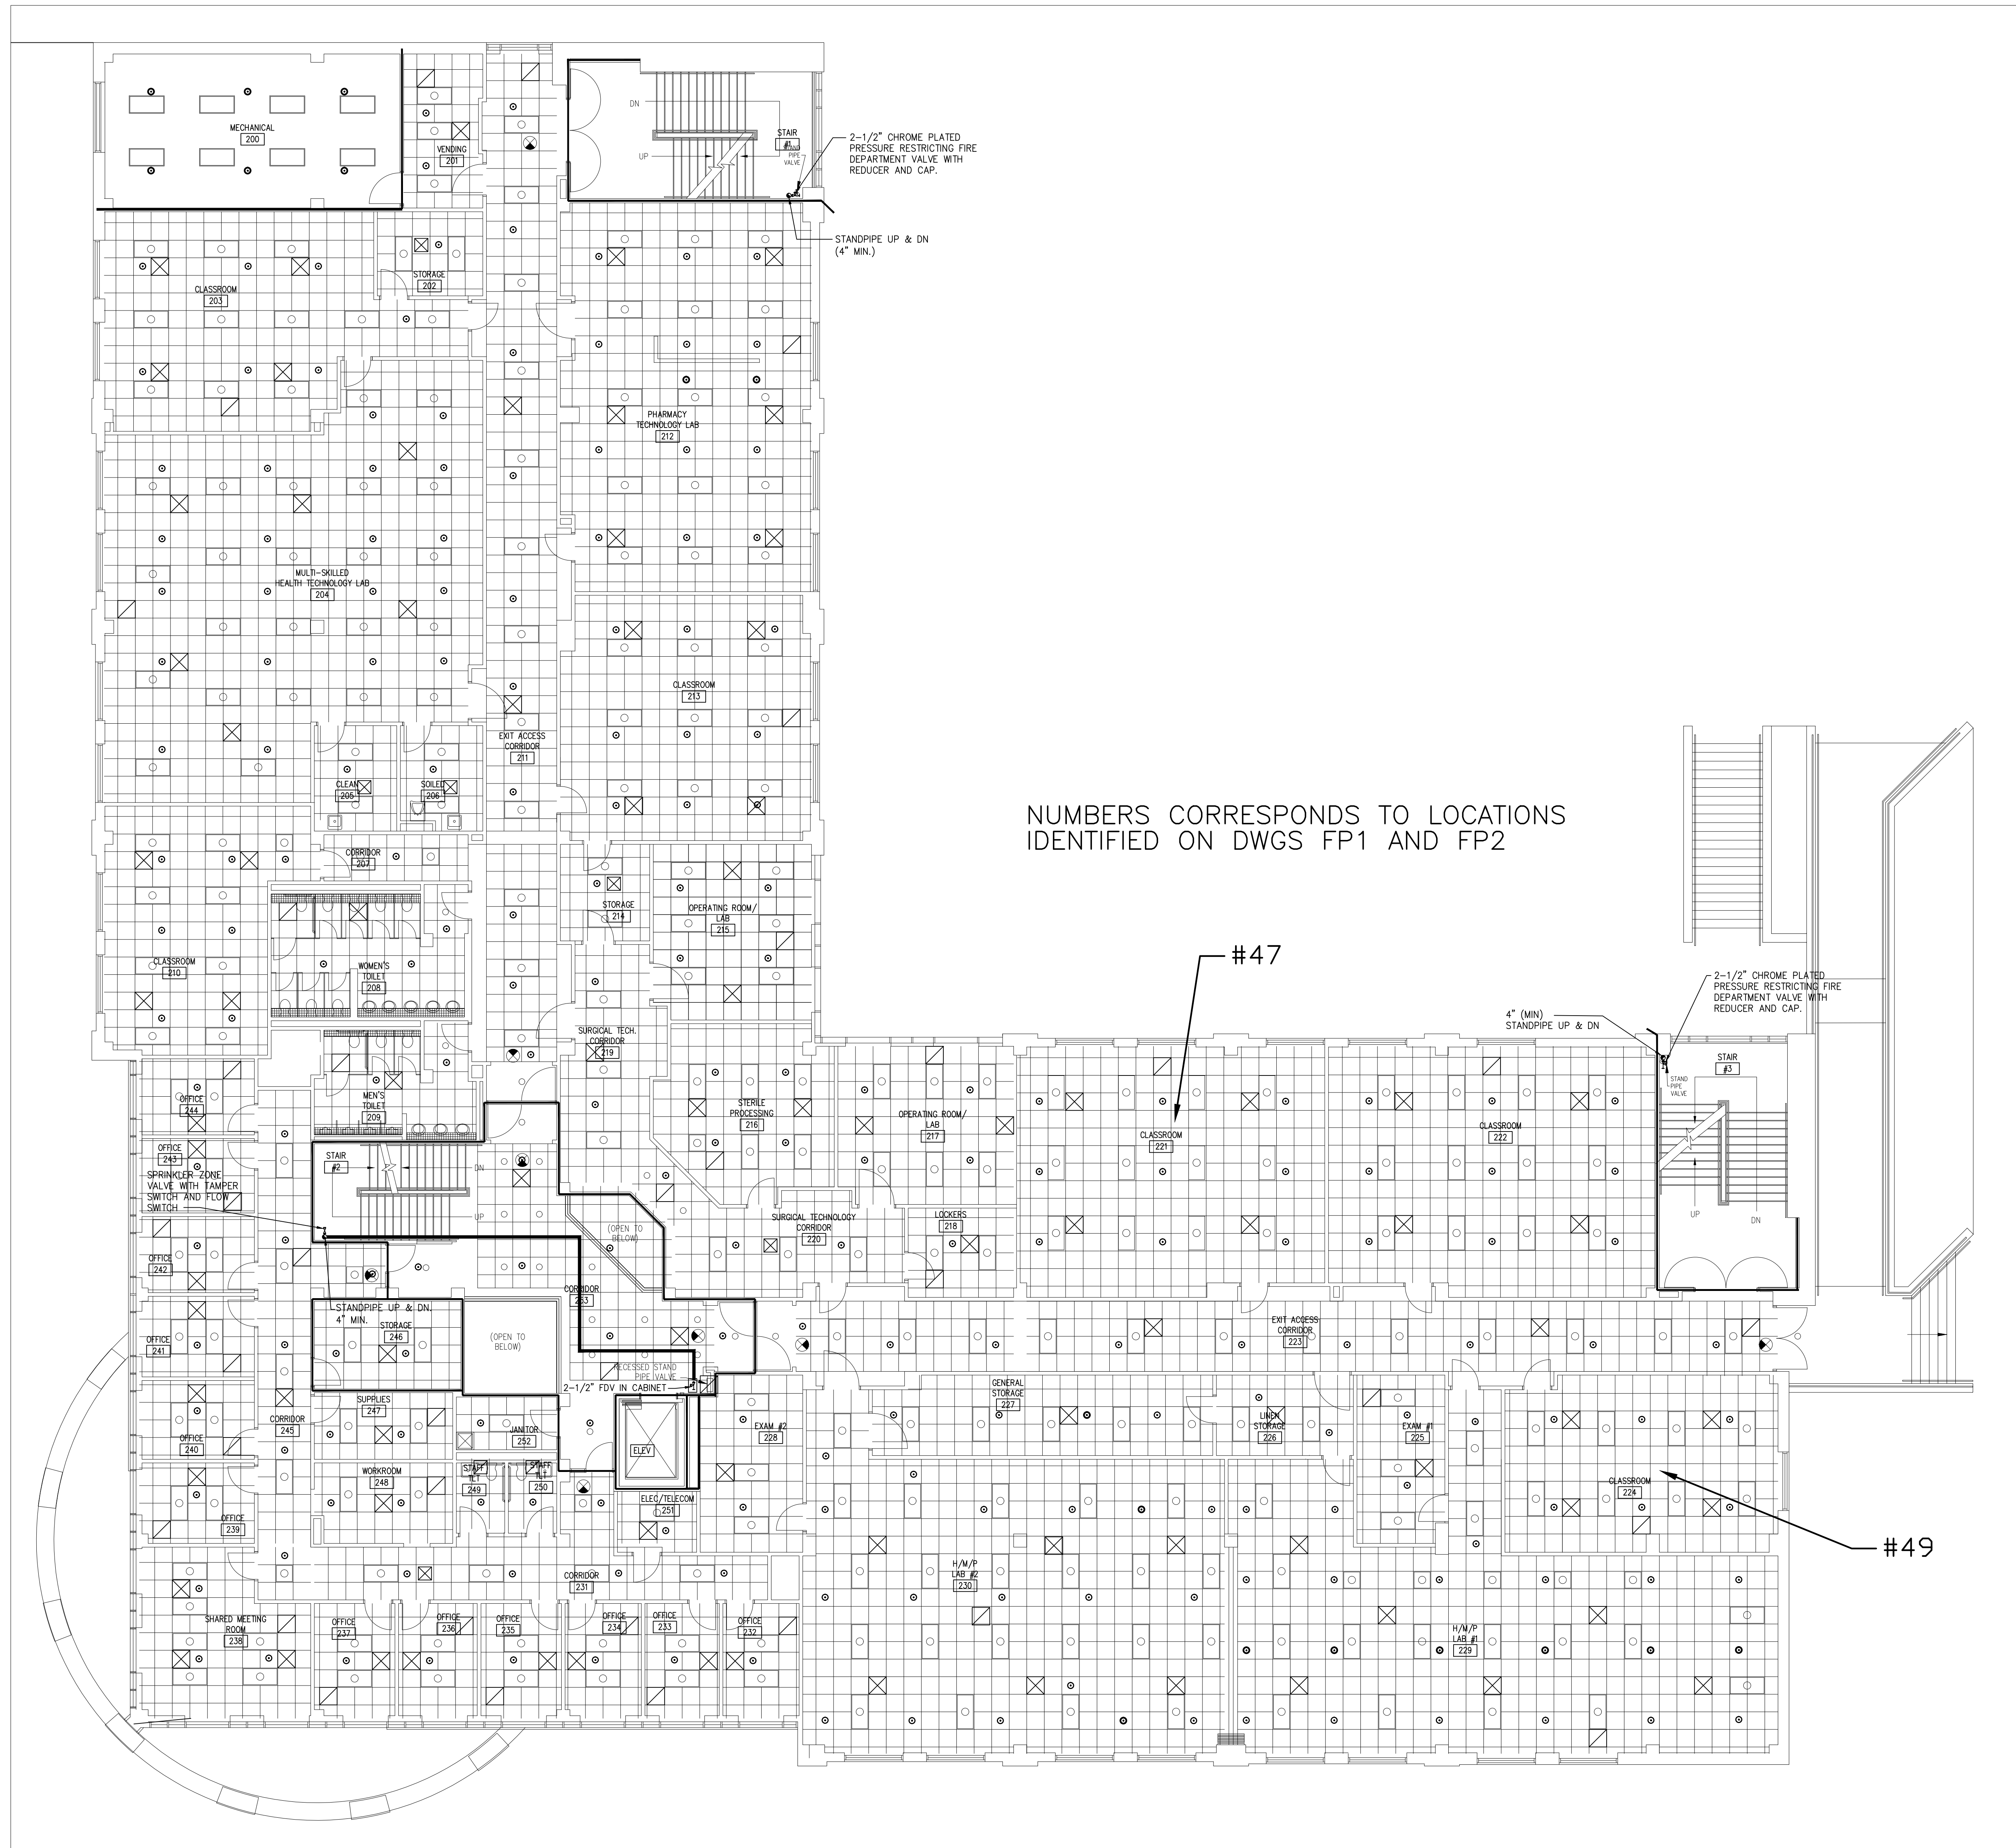 MECHANICAL
200
VENDING
201
DN
UP
STAIR
#1
STAND
PIPE
VALVE
2-1/2" CHROME PLATED
PRESSURE RESTRICTING FIRE
DEPARTMENT VALVE WITH
REDUCER AND CAP.
STANDPIPE UP & DN
(4" MIN.)
STORAGE
202
CLASSROOM
203
PHARMACY
TECHNOLOGY LAB
212
MULTI-SKILLED
HEALTH TECHNOLOGY LAB
204
CLASSROOM
213
EXIT ACCESS
CORRIDOR
211
CLEAN
205
SOILED
206
NUMBERS CORRESPONDS TO LOCATIONS
IDENTIFIED ON DWGS FP1 AND FP2
CORRIDOR
207
STORAGE
214
OPERATING ROOM/
LAB
215
CLASSROOM
210
WOMEN'S
TOILET
208
#47
2-1/2" CHROME PLATED
PRESSURE RESTRICTING FIRE
DEPARTMENT VALVE WITH
REDUCER AND CAP.
4" (MIN)
STANDPIPE UP & DN
SURGICAL TECH.
CORRIDOR
219
STAIR
#3
STAND
PIPE
VALVE
OFFICE
244
MEN'S
TOILET
209
STERILE
PROCESSING
216
OPERATING ROOM/
LAB
217
CLASSROOM
221
CLASSROOM
222
OFFICE
243
STAIR
#2
DN
UP
SPRINKLER ZONE
VALVE WITH TAMPER
SWITCH AND FLOW
SWITCH
(OPEN TO
BELOW)
SURGICAL TECHNOLOGY
CORRIDOR
220
LOCKERS
218
UP
DN
OFFICE
242
CORRIDOR
253
STANDPIPE UP & DN.
4" MIN.
STORAGE
246
(OPEN TO
BELOW)
EXIT ACCESS
CORRIDOR
223
OFFICE
241
RECESSED STAND
PIPE VALVE
2-1/2" FDV IN CABINET
GENERAL
STORAGE
227
SUPPLIES
247
CORRIDOR
245
JANITOR
252
EXAM #2
228
LINEN
STORAGE
226
EXAM #1
225
OFFICE
240
ELEV
WORKROOM
248
STAFF
TLT
249
STAFF
TLT
250
CLASSROOM
224
ELEC/TELECOM
251
OFFICE
239
#49
H/M/P
LAB #2
230
CORRIDOR
231
SHARED MEETING
ROOM
238
OFFICE
237
OFFICE
236
OFFICE
235
OFFICE
234
OFFICE
233
OFFICE
232
H/M/P
LAB #1
229